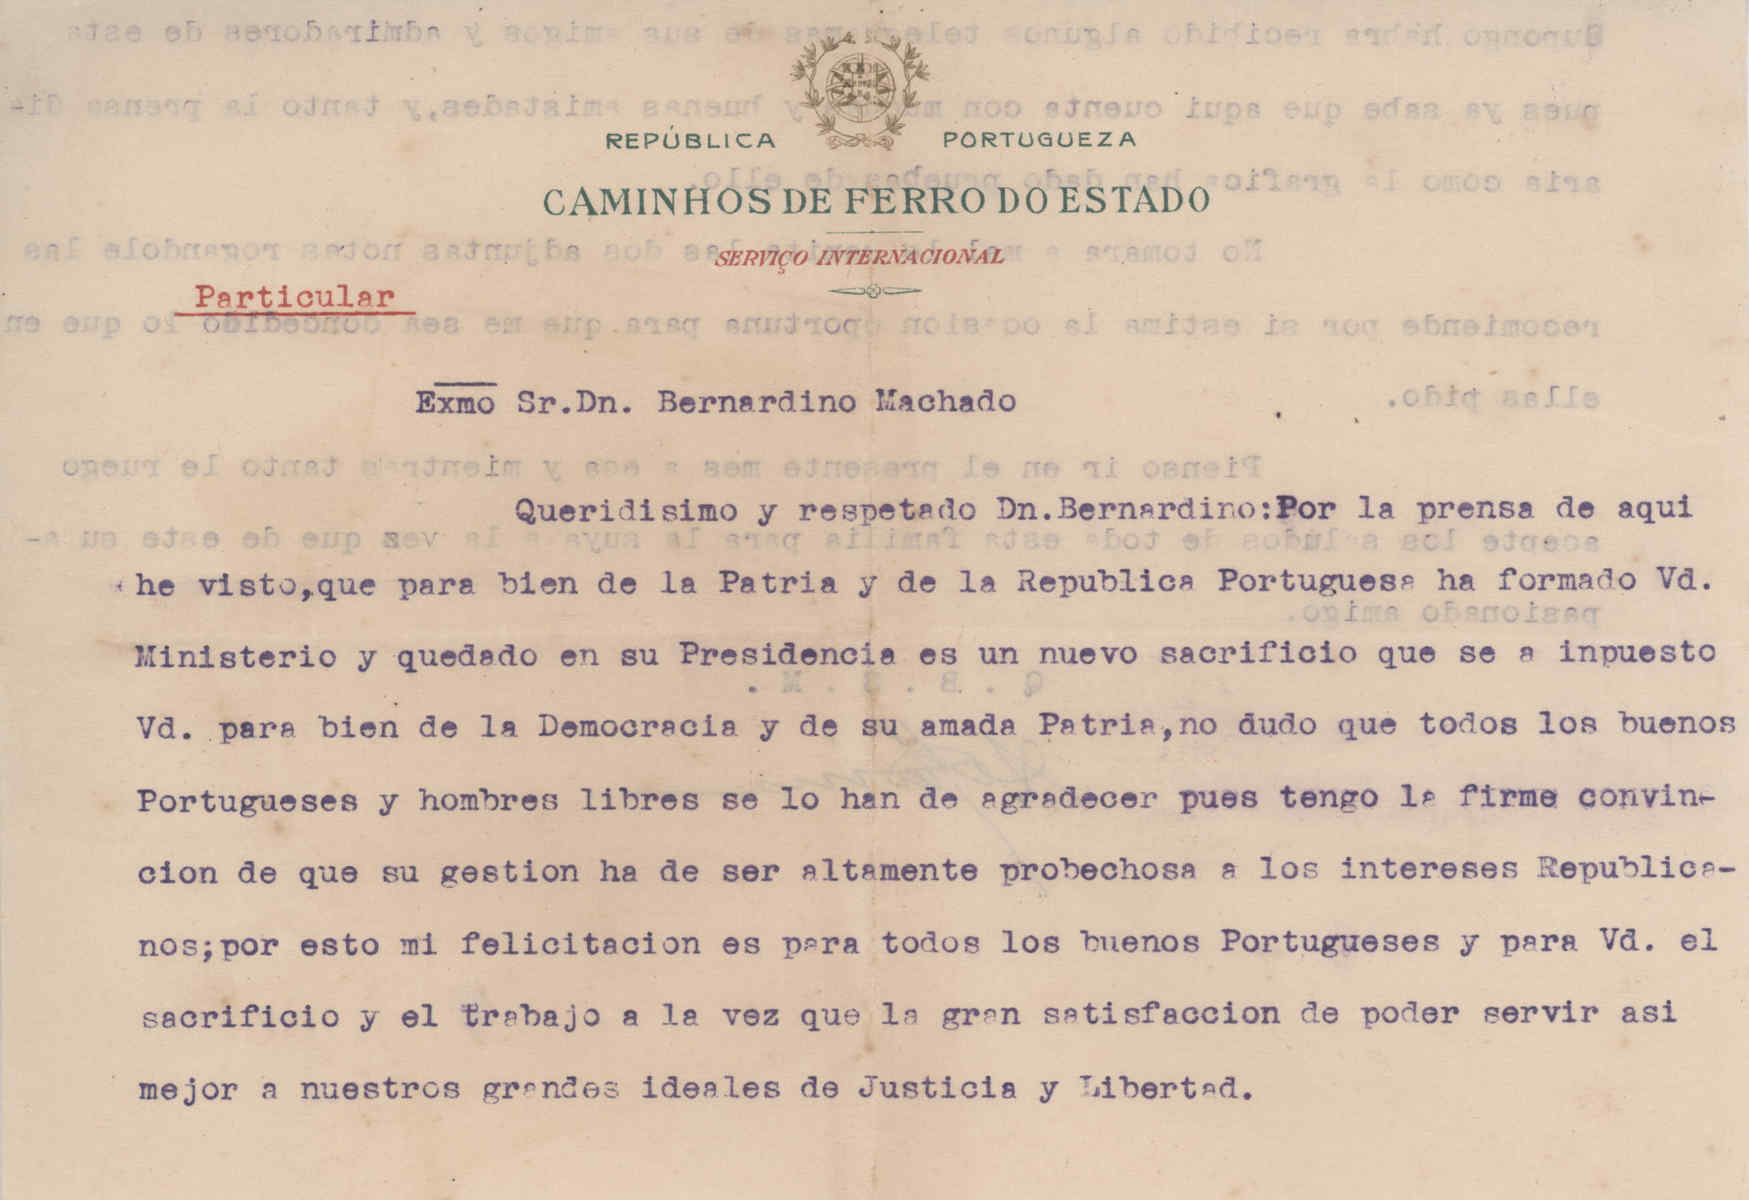 REPÚBLICA PORTUGUEZA
CAMINHOS DE FERRO DO ESTADO
SERVIÇO INTERNACIONAL
Particular
Exmo Sr.Dn. Bernardino Machado
Queridisimo y respetado Dn.Bernardino:Por la prensa de aqui
he visto,que para bien de la Patria y de la Republica Portuguesa ha formado Vd.
Ministerio y quedado en su Presidencia es un nuevo sacrificio que se a inpuesto
Vd. para bien de la Democracia y de su amada Patria,no dudo que todos los buenos
Portugueses y hombres libres se lo han de agradecer pues tengo la firme convin-
cion de que su gestion ha de ser altamente probechosa a los intereses Republica-
nos;por esto mi felicitacion es para todos los buenos Portugueses y para Vd. el
sacrificio y el trabajo a la vez que la gran satisfaccion de poder servir asi
mejor a nuestros grandes ideales de Justicia y Libertad.